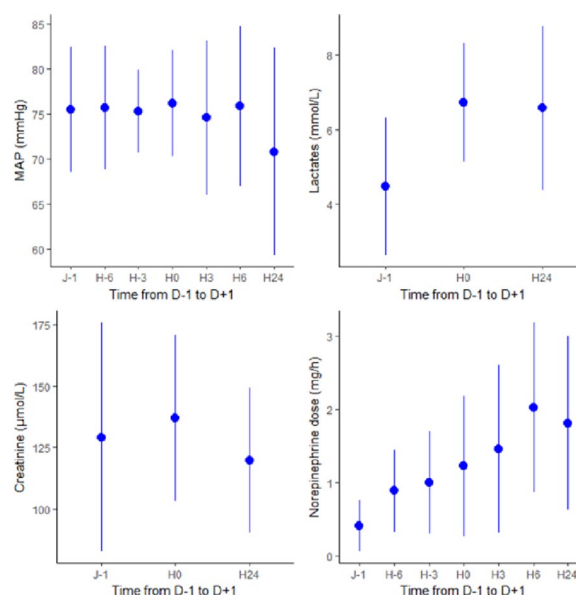 MAP (mmHg)
85
80
75
70
65
60
J-1 H-6 H-3 H0 H3 H6 H24
Time from D-1 to D+1
Lactates (mmol/L)
8
6
4
J-1 H0 H24
Time from D-1 to D+1
Creatinine (µmol/L)
175
150
125
100
J-1 H0 H24
Time from D-1 to D+1
Norepinephrine dose (mg/h)
3
2
1
0
J-1 H-6 H-3 H0 H3 H6 H24
Time from D-1 to D+1